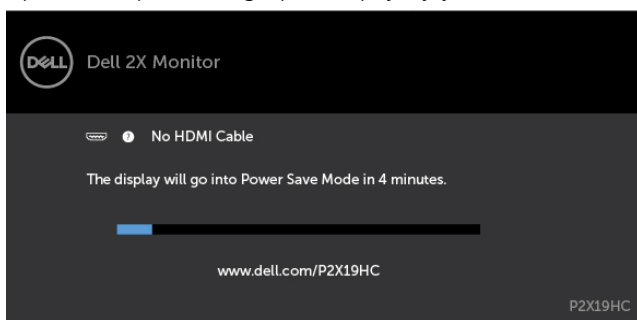 DELL
Dell 2X Monitor
? No HDMI Cable
The display will go into Power Save Mode in 4 minutes.
www.dell.com/P2X19HC
P2X19HC